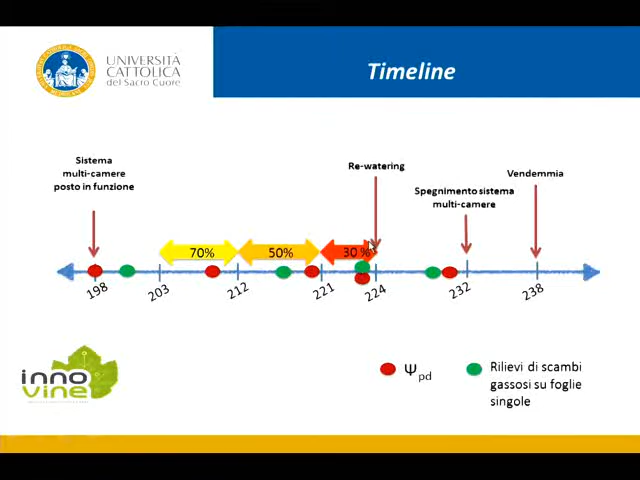 UNIVERSITÀ
CATTOLICA
del Sacro Cuore
Timeline
Sistema
multi-camere
posto in funzione
Re-watering
Spegnimento sistema
multi-camere
Vendemmia
70%
50%
30 %
198
203
212
221
224
232
238
inno
vine
Ψpd
Rilievi di scambi
gassosi su foglie
singole